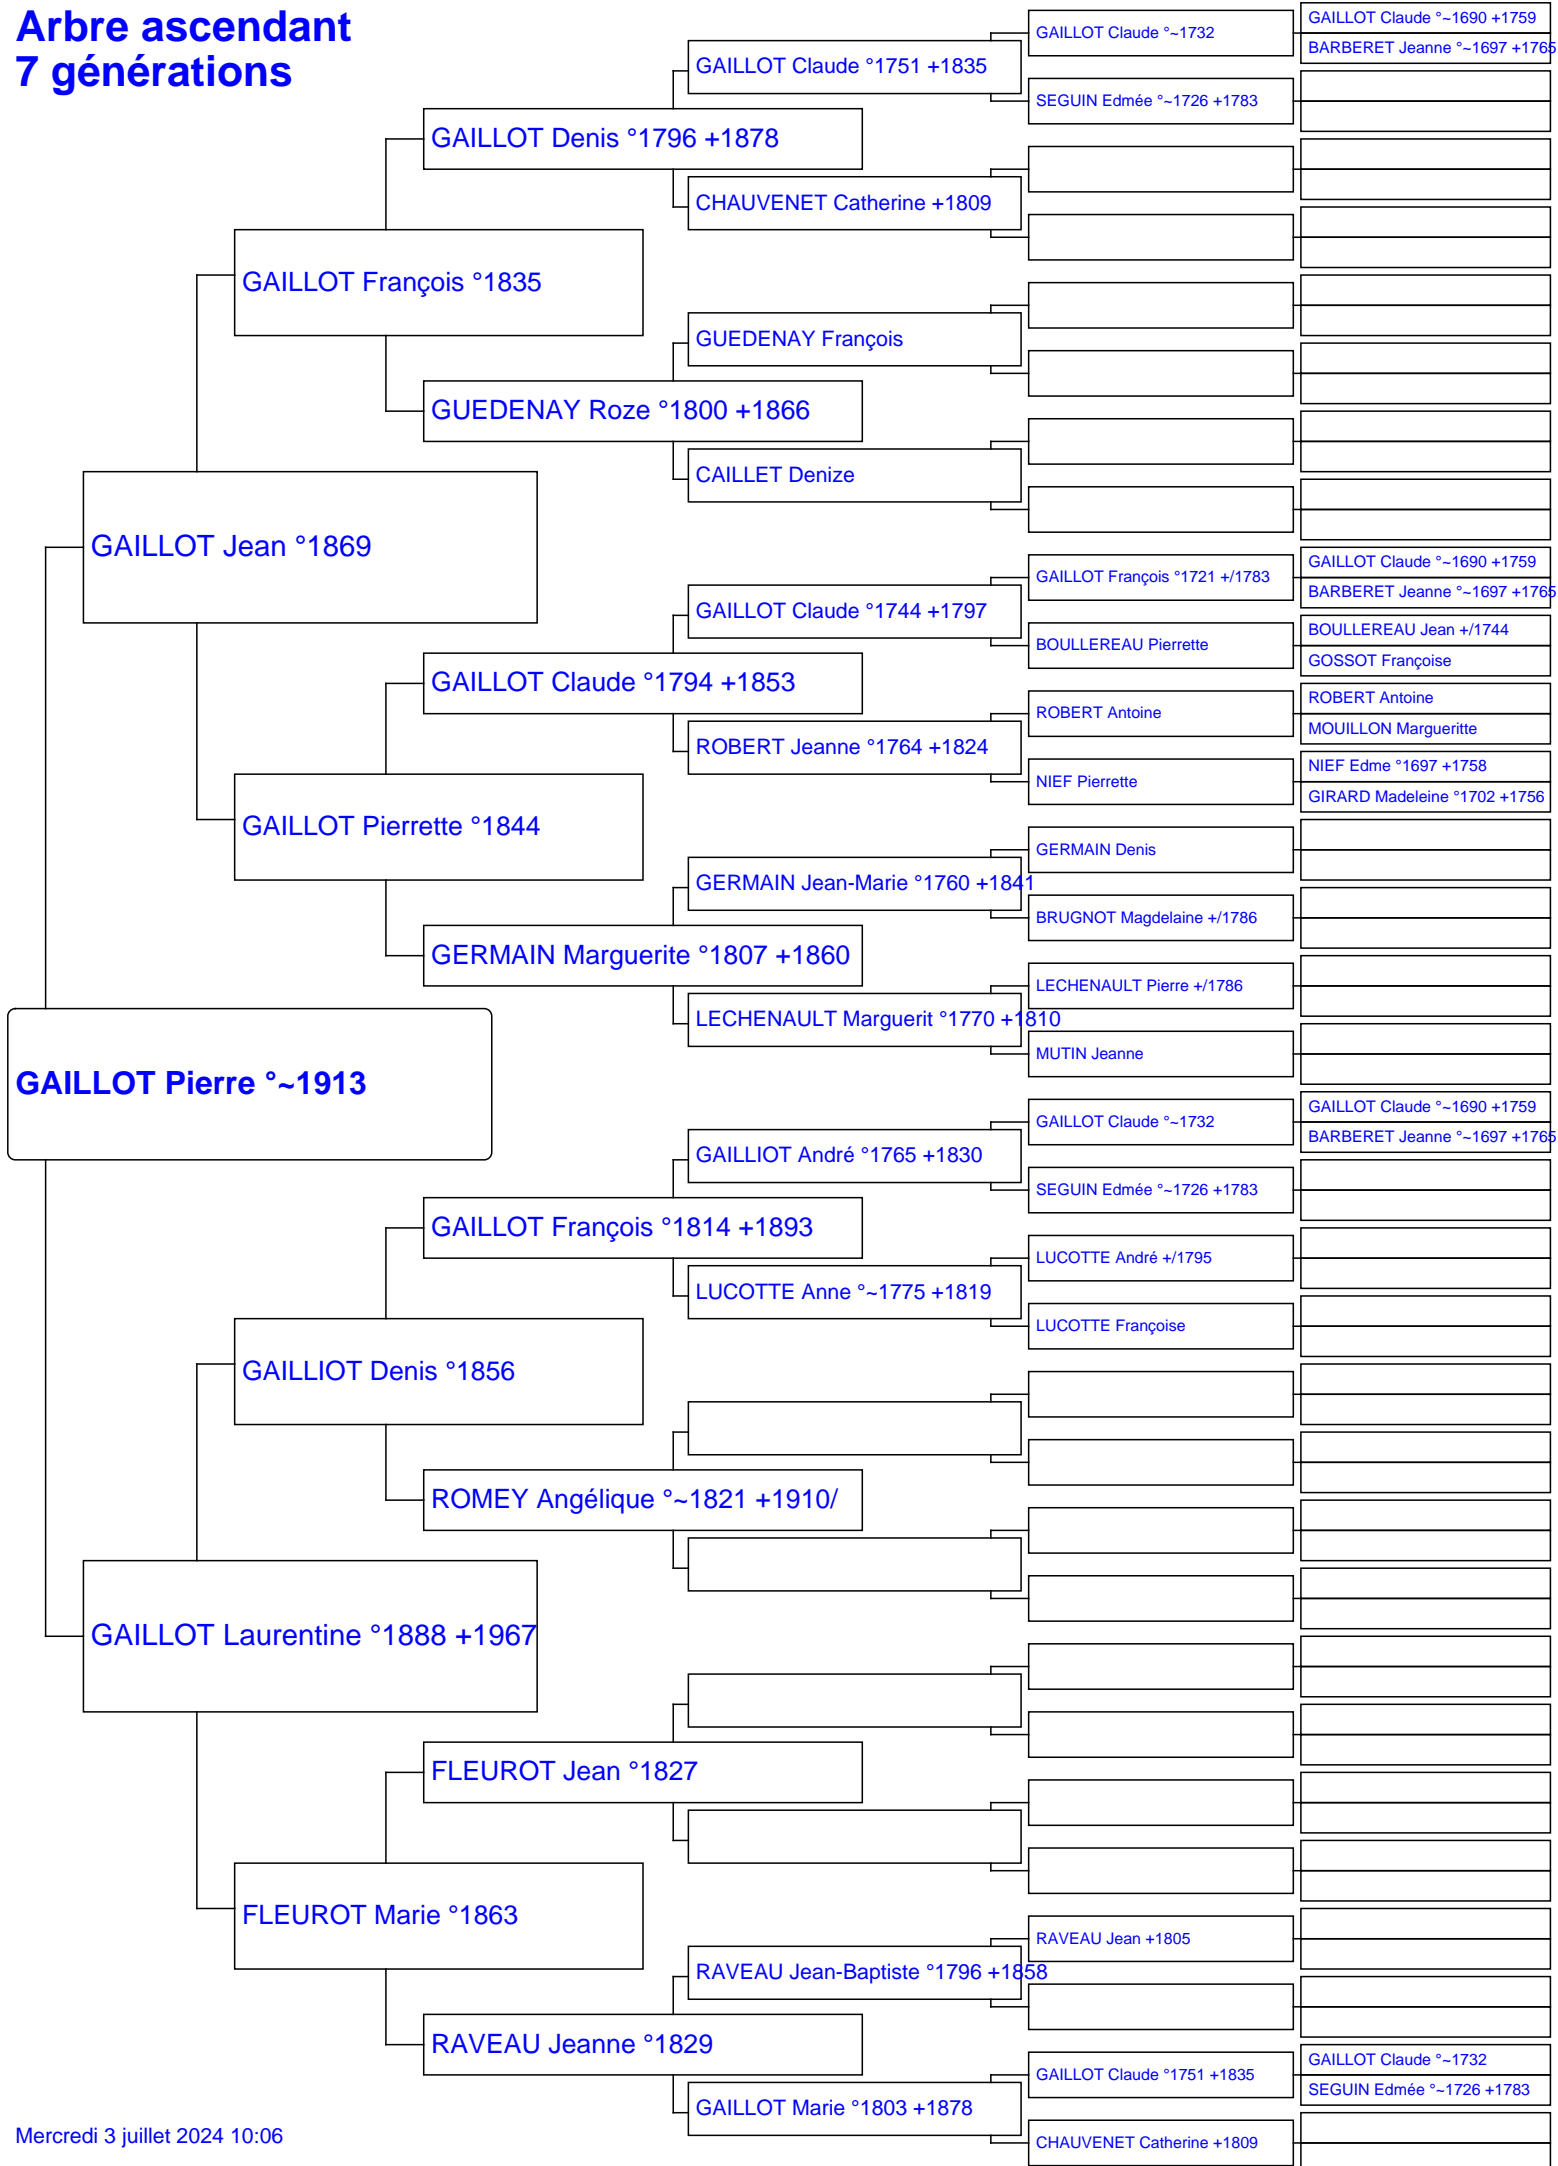 Arbre ascendant
7 générations
GAILLOT Pierre °~1913
GAILLOT Jean °1869
GAILLOT Laurentine °1888 +1967
GAILLOT François °1835
GAILLOT Pierrette °1844
GAILLIOT Denis °1856
FLEUROT Marie °1863
GAILLOT Denis °1796 +1878
GUEDENAY Roze °1800 +1866
GAILLOT Claude °1794 +1853
GERMAIN Marguerite °1807 +1860
GAILLOT François °1814 +1893
ROMEY Angélique °~1821 +1910/
FLEUROT Jean °1827
RAVEAU Jeanne °1829
GAILLOT Claude °1751 +1835
CHAUVENET Catherine +1809
GUEDENAY François
CAILLET Denize
GAILLOT Claude °1744 +1797
ROBERT Jeanne °1764 +1824
GERMAIN Jean-Marie °1760 +1841
LECHENAULT Marguerit °1770 +1810
GAILLIOT André °1765 +1830
LUCOTTE Anne °~1775 +1819
RAVEAU Jean-Baptiste °1796 +1858
GAILLOT Marie °1803 +1878
GAILLOT Claude °~1732
SEGUIN Edmée °~1726 +1783
GAILLOT François °1721 +/1783
BOULLEREAU Pierrette
ROBERT Antoine
NIEF Pierrette
GERMAIN Denis
BRUGNOT Magdelaine +/1786
LECHENAULT Pierre +/1786
MUTIN Jeanne
GAILLOT Claude °~1732
SEGUIN Edmée °~1726 +1783
LUCOTTE André +/1795
LUCOTTE Françoise
RAVEAU Jean +1805
GAILLOT Claude °1751 +1835
CHAUVENET Catherine +1809
GAILLOT Claude °~1690 +1759
BARBERET Jeanne °~1697 +1765
GAILLOT Claude °~1690 +1759
BARBERET Jeanne °~1697 +1765
BOULLEREAU Jean +/1744
GOSSOT Françoise
ROBERT Antoine
MOUILLON Margueritte
NIEF Edme °1697 +1758
GIRARD Madeleine °1702 +1756
GAILLOT Claude °~1690 +1759
BARBERET Jeanne °~1697 +1765
GAILLOT Claude °~1732
SEGUIN Edmée °~1726 +1783
Mercredi 3 juillet 2024 10:06